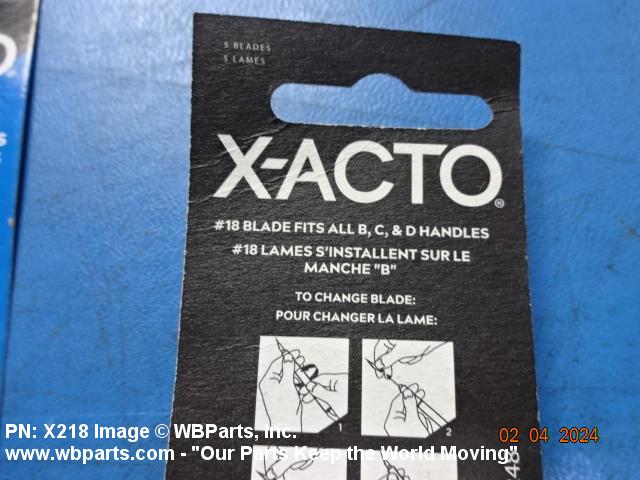 5 BLADES
5 LAMES
X-ACTO®
#18 BLADE FITS ALL B, C, & D HANDLES
#18 LAMES S'INSTALLENT SUR LE
MANCHE "B"
TO CHANGE BLADE:
POUR CHANGER LA LAME:
1
2
PN: X218 Image © WBParts, Inc.
02 04 2024
www.wbparts.com - "Our Parts Keep the World Moving"